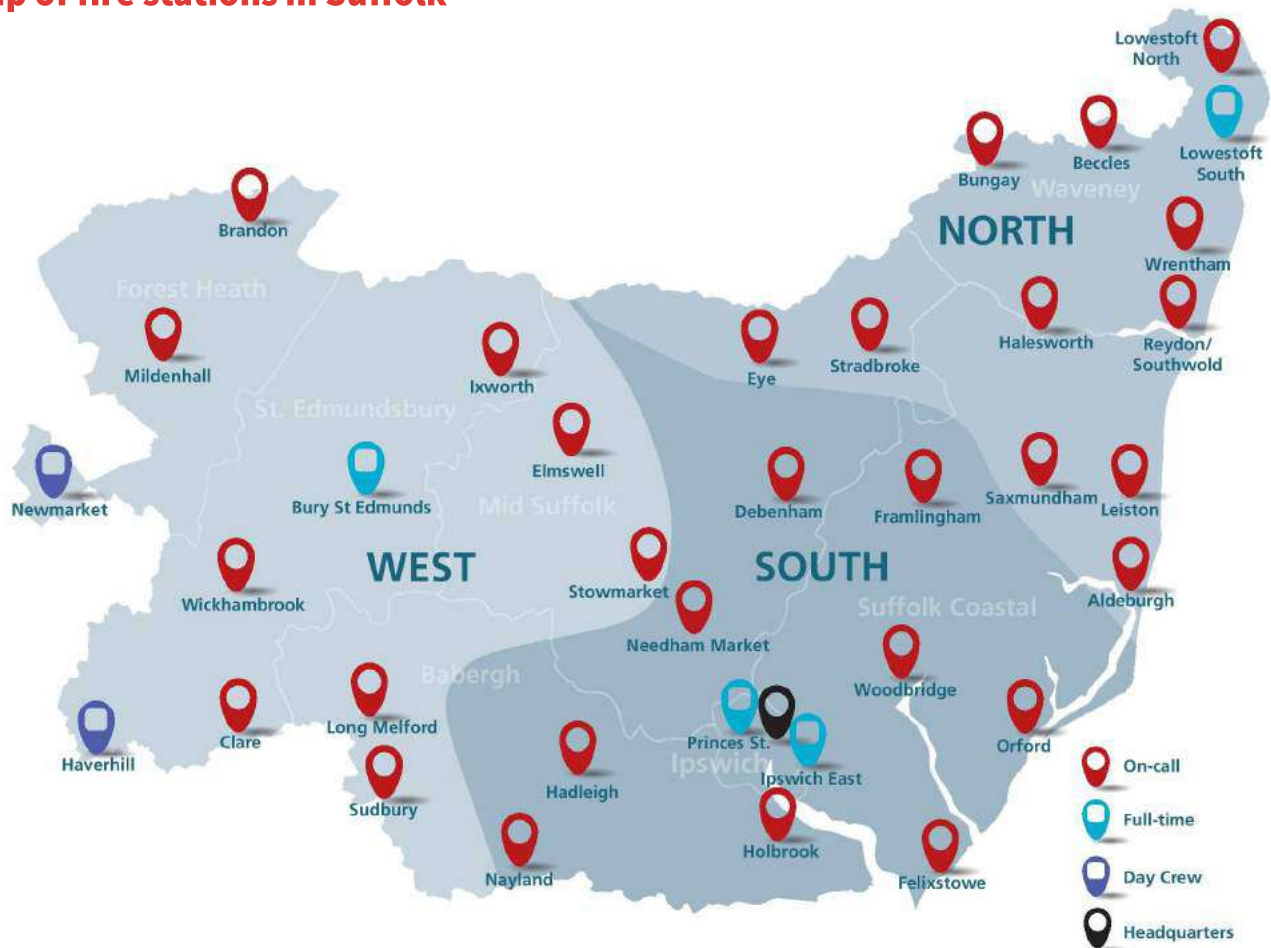 of fire stations in Suffolk
Lowestoft
North
Lowestoft
South
Beccles
Bungay
Waveney
NORTH
Brandon
Wrentham
Forest Heath
Halesworth
Reydon/
Southwold
Mildenhall
Ixworth
Eye
Stradbroke
St. Edmundsbury
Elmswell
Newmarket
Bury St Edmunds
Mid Suffolk
Debenham
Framlingham
Saxmundham
Leiston
WEST
SOUTH
Stowmarket
Wickhambrook
Suffolk Coastal
Aldeburgh
Needham Market
Babergh
Woodbridge
Long Melford
Clare
Princes St.
Orford
Haverhill
Ipswich
Ipswich East
Hadleigh
Sudbury
Holbrook
Nayland
Felixstowe
On-call
Full-time
Day Crew
Headquarters